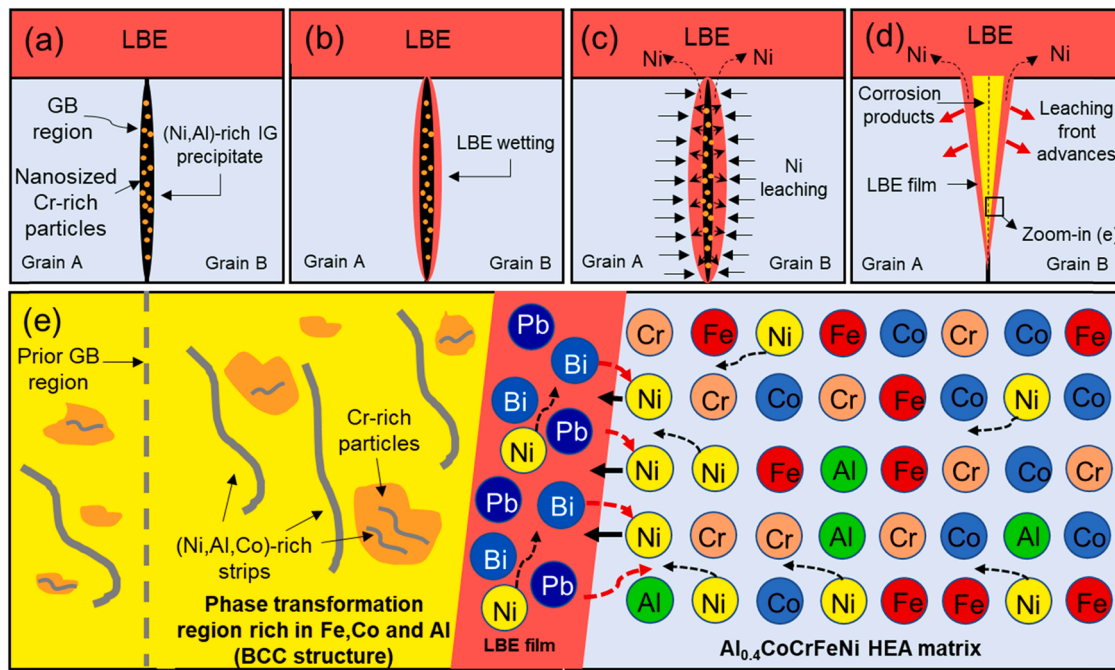 (a)
LBE
GB
region
(Ni,Al)-rich IG
precipitate
Nanosized
Cr-rich
particles
Grain A
Grain B
(b)
LBE
LBE wetting
Grain A
Grain B
(c)
LBE
Ni
Ni
Ni
leaching
Grain A
Grain B
(d)
LBE
Ni
Ni
Corrosion
products
Leaching
front
advances
LBE film
Zoom-in (e)
Grain A
Grain B
(e)
Prior GB
region
Cr-rich
particles
(Ni,Al,Co)-rich
strips
Phase transformation
region rich in Fe,Co and Al
(BCC structure)
Pb
Bi
Bi
Pb
Ni
Pb
Bi
Bi
Pb
Ni
LBE film
Cr Fe Ni Fe Co Cr Co Fe
Ni Cr Co Cr Fe Co Ni Co
Ni Ni Fe Al Fe Cr Co Cr
Ni Cr Cr Al Cr Co Al Co
Al Ni Co Ni Fe Fe Ni Fe
Al0.4CoCrFeNi HEA matrix